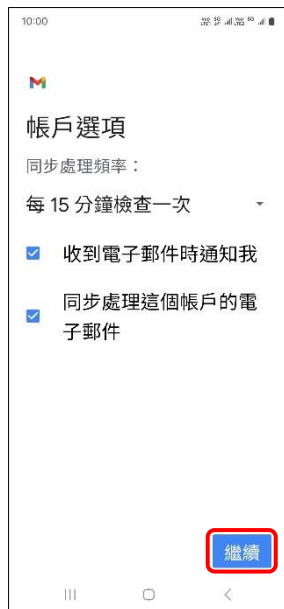 10:00
帳戶選項
同步處理頻率：
每 15 分鐘檢查一次
收到電子郵件時通知我
同步處理這個帳戶的電
子郵件
繼續